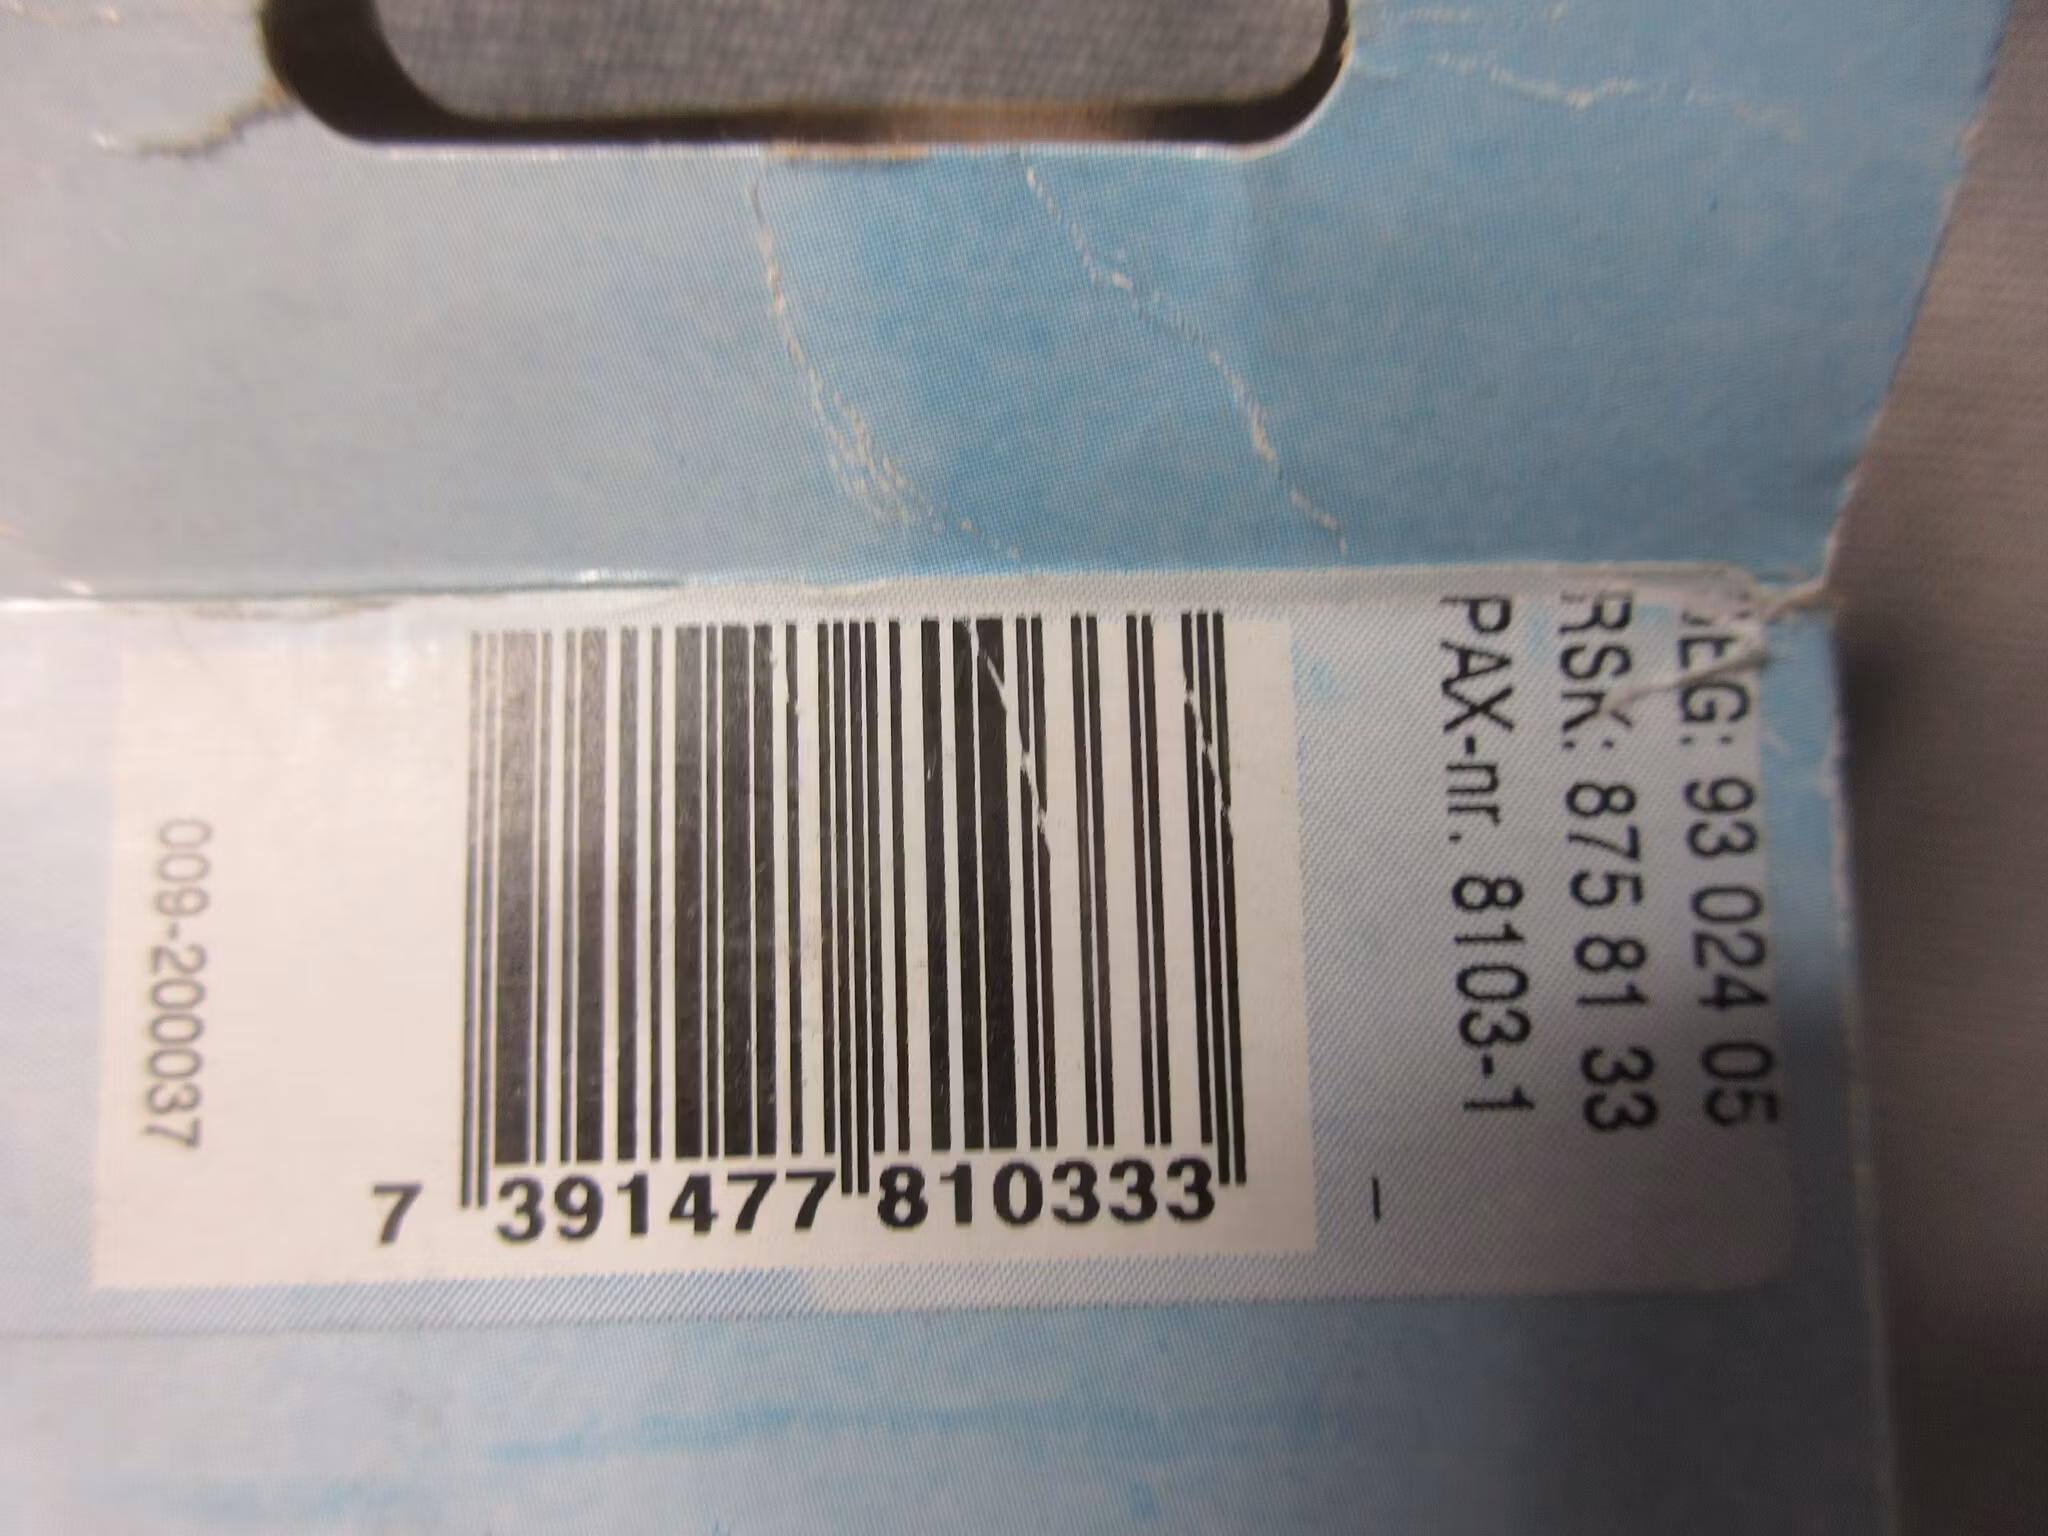 EG: 93 024 05
RSK: 875 81 33
PAX-nr. 8103-1
7 391477 810333
009-200037